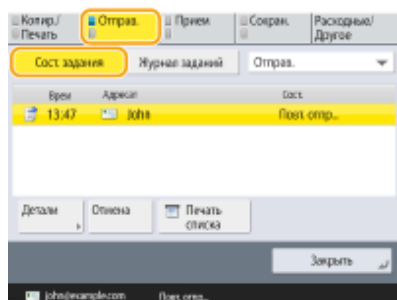 Копир./
Печать
Отправ.
Прием
Сохран.
Расходные/
Другое
Сост. задания
Журнал заданий
Отправ.
Врем
Адресат
Сост.
13:47
John
Повт. отпр...
Детали
Отмена
Печать
списка
Закрыть
john@example.com
Повт. отпр...